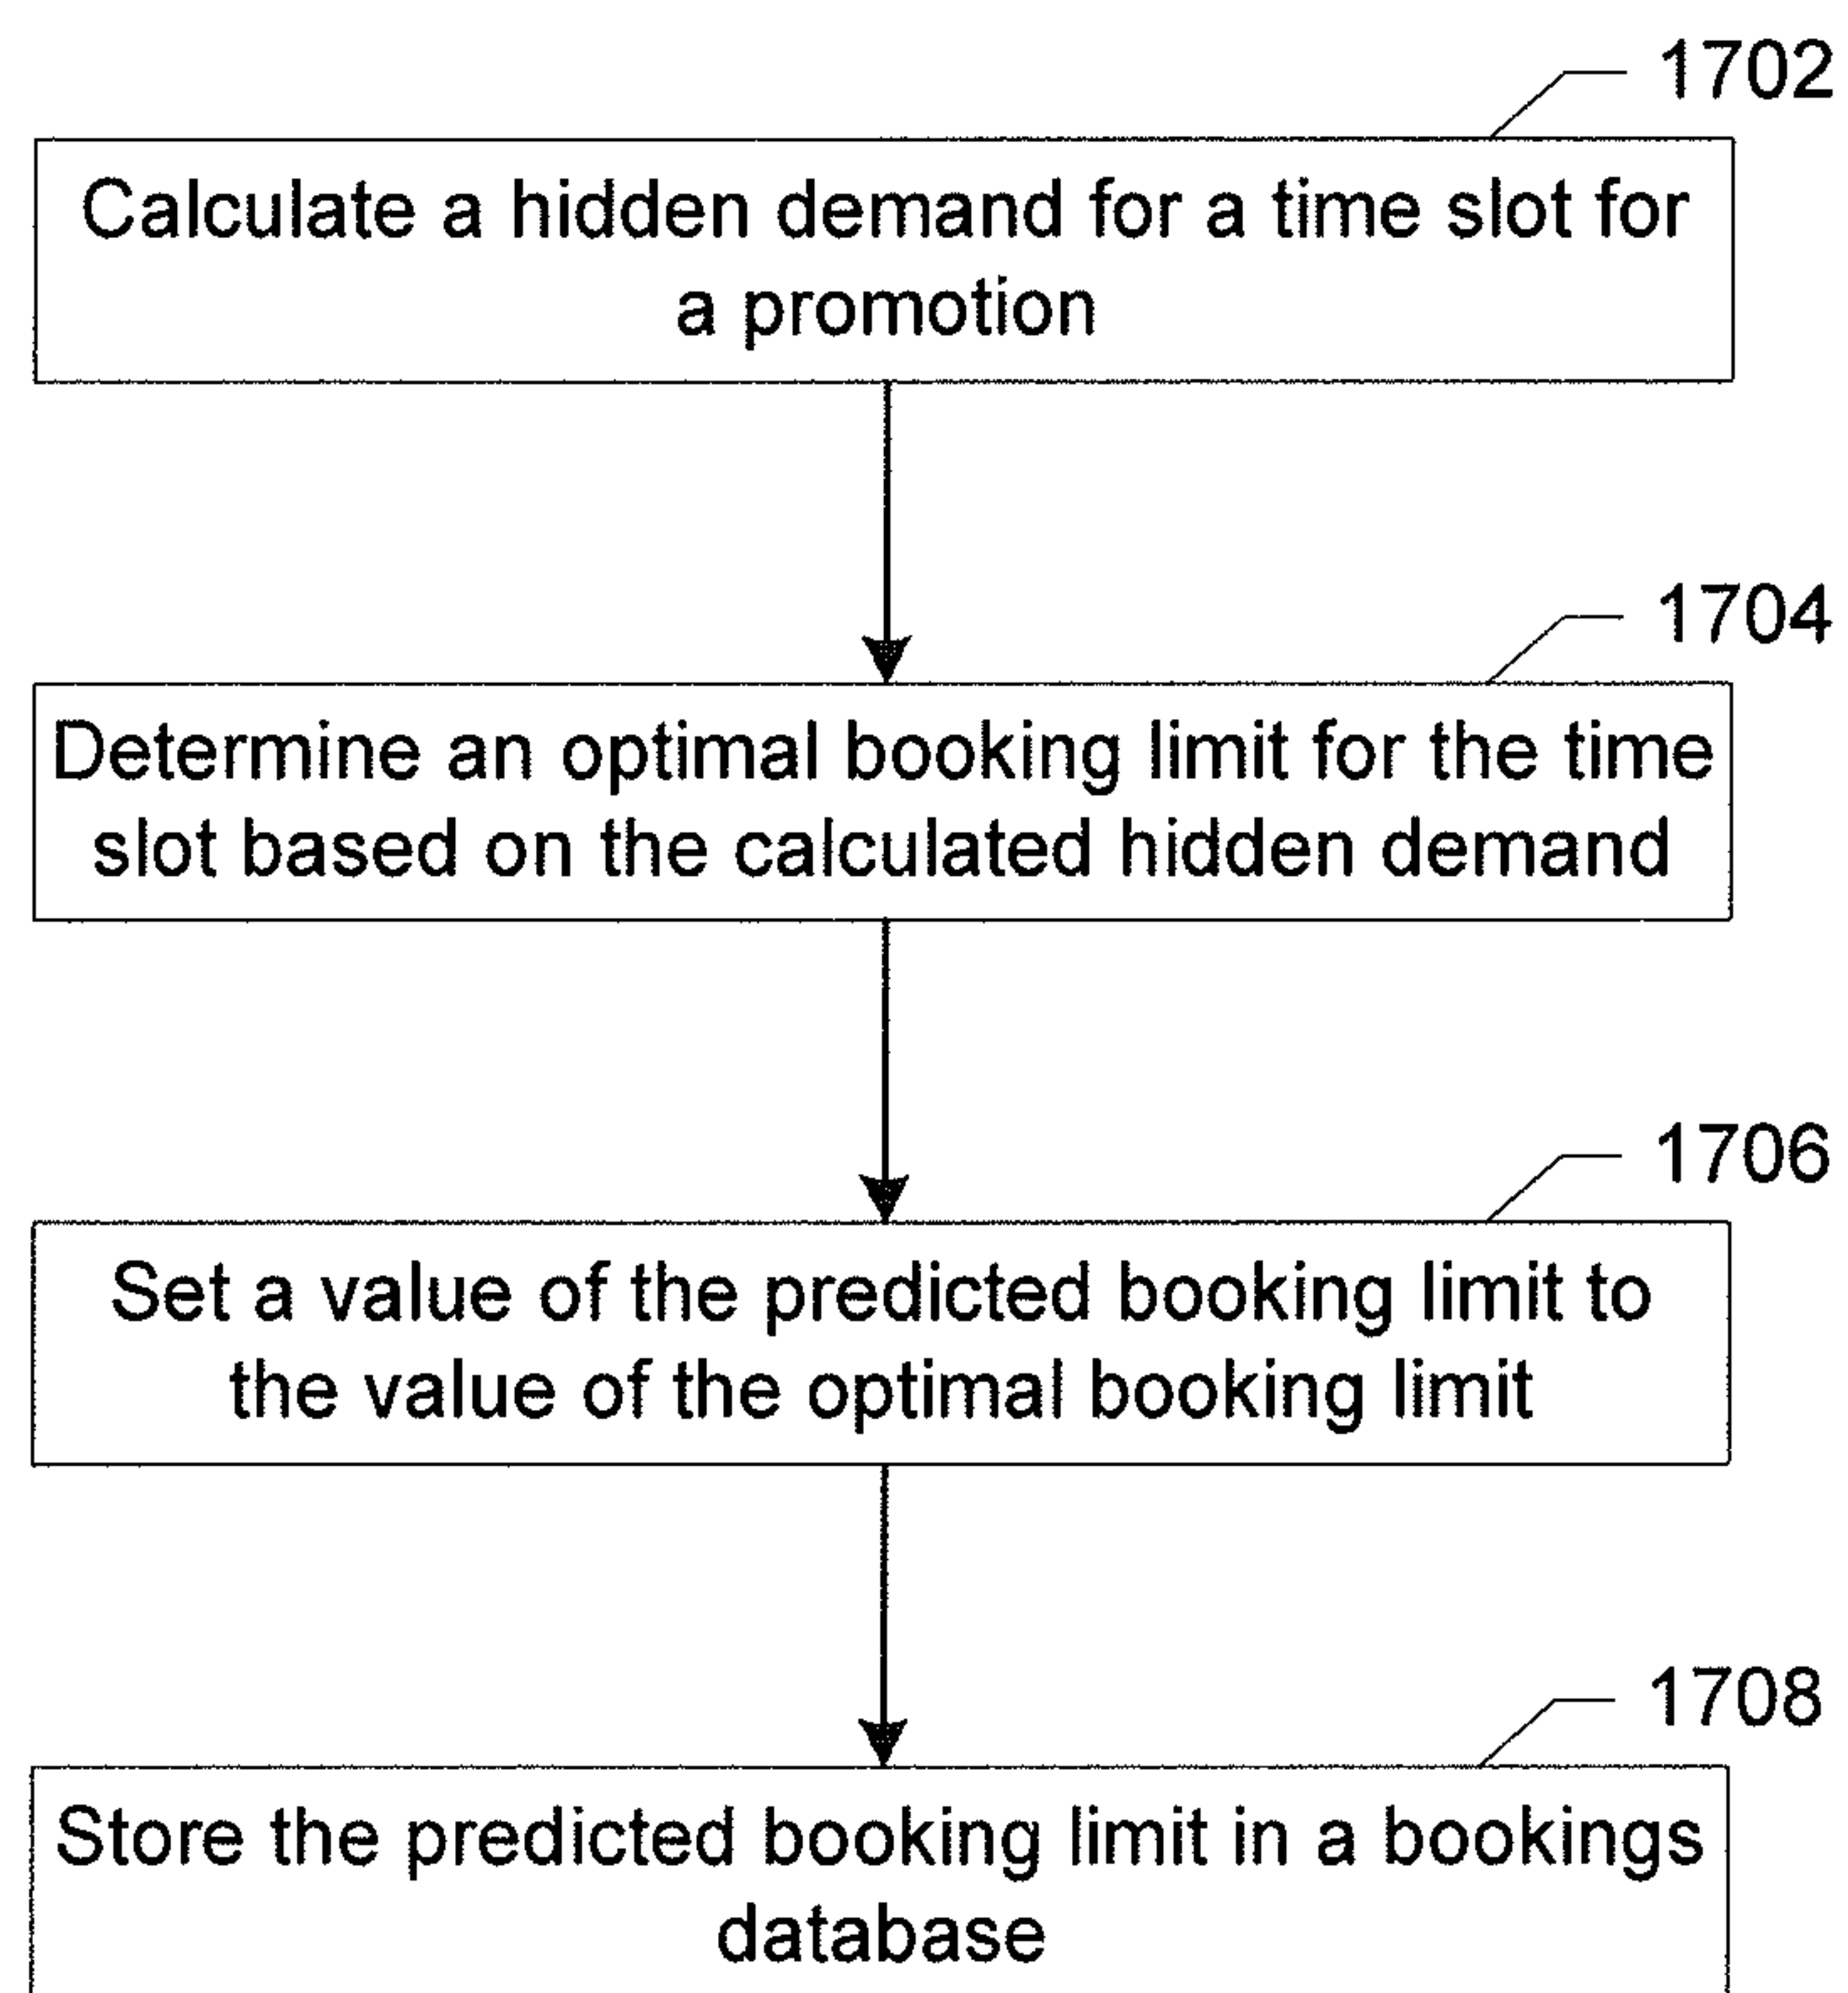 1702
Calculate a hidden demand for a time slot for
a promotion
1704
Determine an optimal booking limit for the time
slot based on the calculated hidden demand
1706
Set a value of the predicted booking limit to
the value of the optimal booking limit
1708
Store the predicted booking limit in a bookings
database